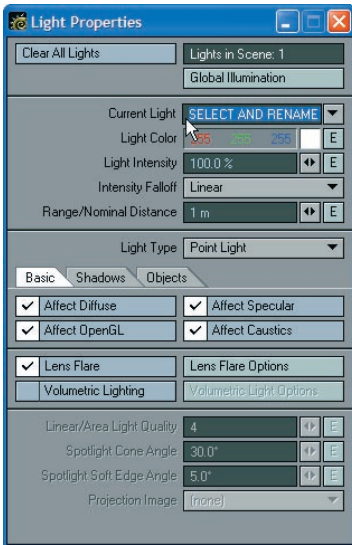 Light Properties
Clear All Lights Lights in Scene: 1
Global Illumination
Current Light SELECT AND RENAME
Light Color 255 255 255 E
Light Intensity 100.0 % E
Intensity Falloff Linear
Range/Nominal Distance 1 m E
Light Type Point Light
Basic Shadows Objects
Affect Diffuse Affect Specular
Affect OpenGL Affect Caustics
Lens Flare Lens Flare Options
Volumetric Lighting Volumetric Light Options
Linear/Area Light Quality 4 E
Spotlight Cone Angle 30.0° E
Spotlight Soft Edge Angle 5.0° E
Projection Image (none)